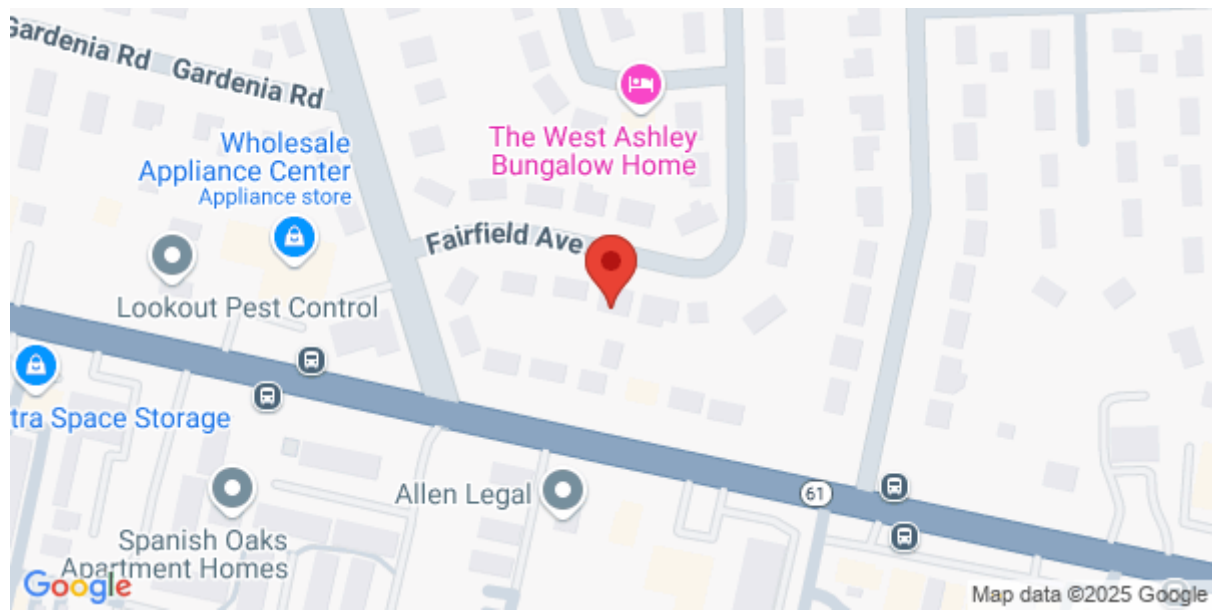 Gardenia Rd
Gardenia Rd
Wholesale
Appliance Center
Appliance store
The West Ashley
Bungalow Home
Fairfield Ave
Lookout Pest Control
tra Space Storage
Allen Legal
61
Spanish Oaks
Apartment Homes
Google
Map data ©2025 Google